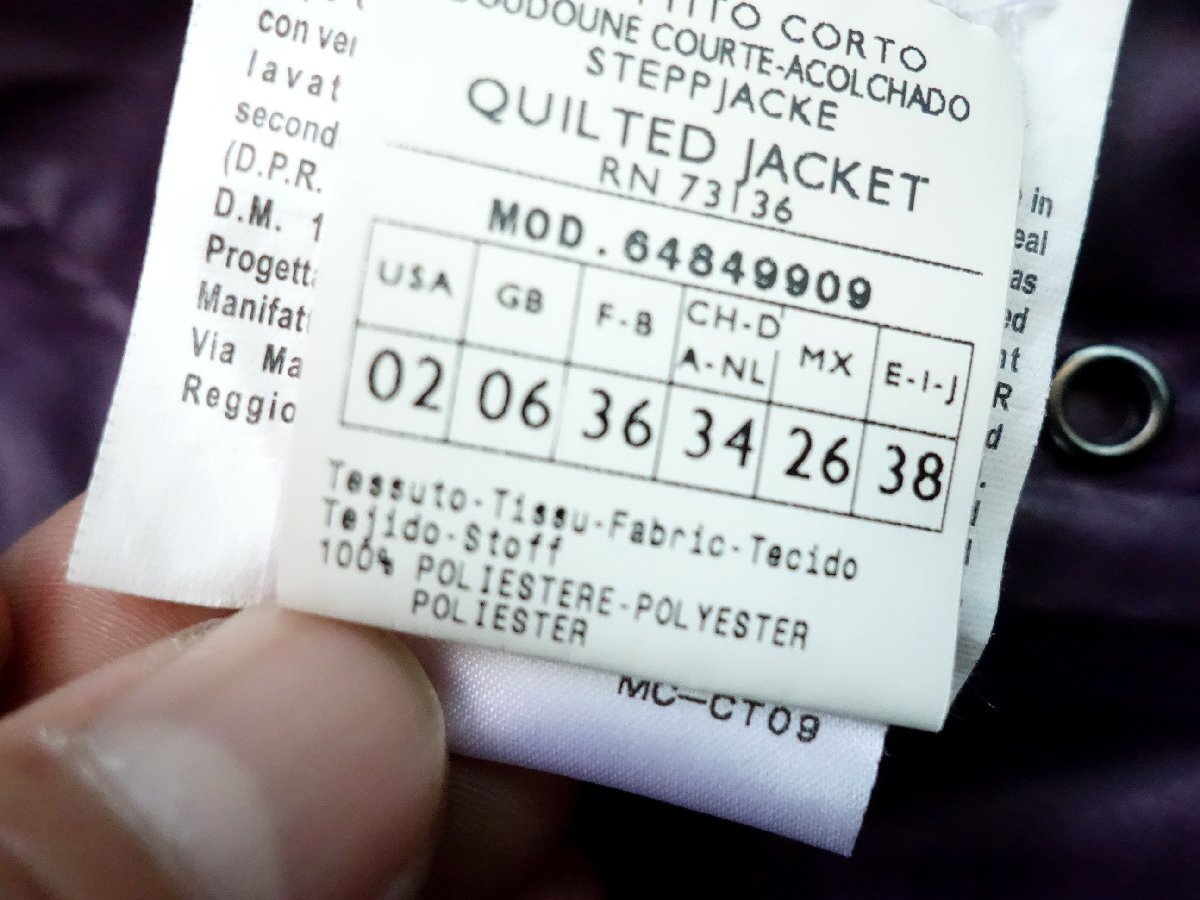 con
lavat
second
(D.P.R.
D.M. 1
Progett
Manifat
Via Ma
Reggio
CORTO
DOUDOUNE COURTE-ACOLCHADO
STEPPJACKE
QUILTED JACKET
RN 73136
MOD. 64849909
USA GB F-B CH-D A-NL MX E-I-J
02 06 36 34 26 38
Tessuto-Tissu-Fabric-Tecido
Tejido-Stoff
100% POLIESTERE-POLYESTER
POLIESTER
MC-CT09
in
eal
as
ed
nt
R
d